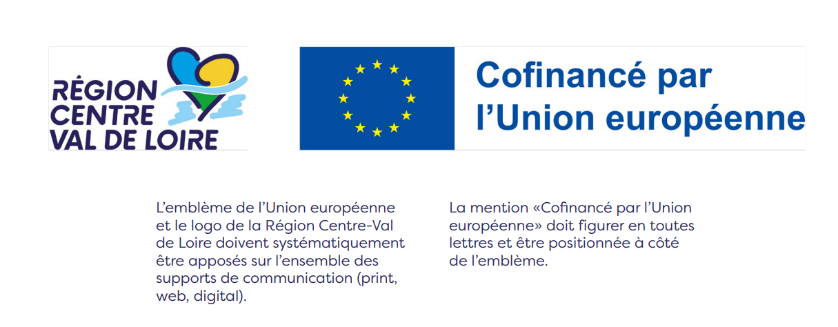 RÉGION
CENTRE
VAL DE LOIRE
Cofinancé par
l’Union européenne
L’emblème de l’Union européenne
et le logo de la Région Centre-Val
de Loire doivent systématiquement
être apposés sur l’ensemble des
supports de communication (print,
web, digital).
La mention «Cofinancé par l’Union
européenne» doit figurer en toutes
lettres et être positionnée à côté
de l’emblème.